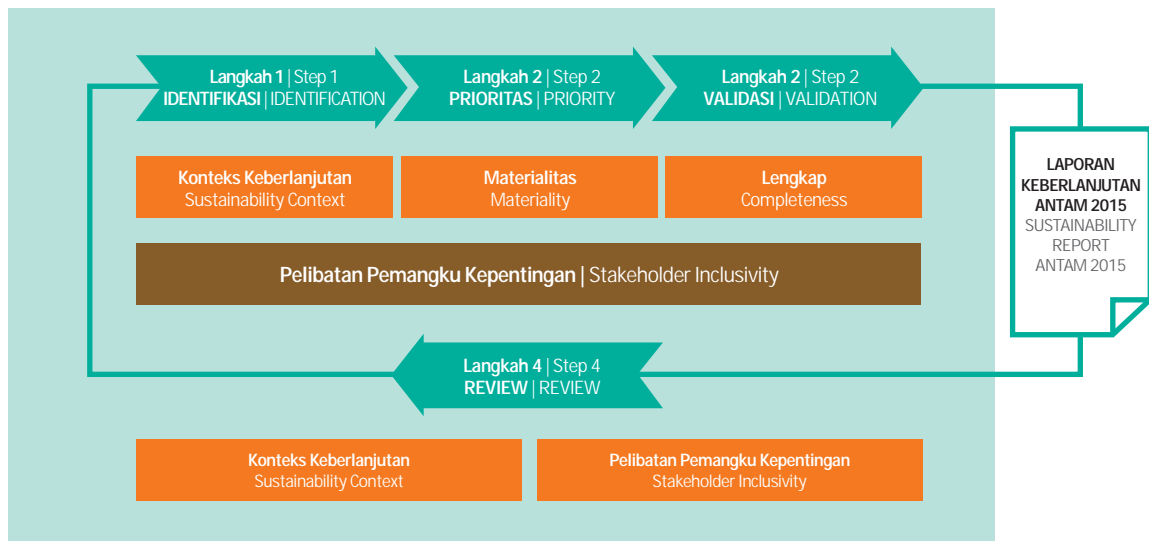 Langkah 1 | Step 1
IDENTIFIKASI | IDENTIFICATION
Langkah 2 | Step 2
PRIORITAS | PRIORITY
Langkah 2 | Step 2
VALIDASI | VALIDATION
Konteks Keberlanjutan
Sustainability Context
Materialitas
Materiality
Lengkap
Completeness
Pelibatan Pemangku Kepentingan | Stakeholder Inclusivity
LAPORAN
KEBERLANJUTAN
ANTAM 2015
SUSTAINABILITY
REPORT
ANTAM 2015
Langkah 4 | Step 4
REVIEW | REVIEW
Konteks Keberlanjutan
Sustainability Context
Pelibatan Pemangku Kepentingan
Stakeholder Inclusivity